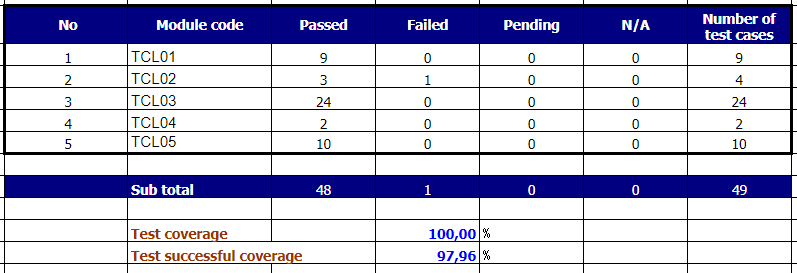 No Module code Passed Failed Pending N/A Number of test cases
1 TCL01 9 0 0 0 9
2 TCL02 3 1 0 0 4
3 TCL03 24 0 0 0 24
4 TCL04 2 0 0 0 2
5 TCL05 10 0 0 0 10
Sub total 48 1 0 0 49
Test coverage 100,00 %
Test successful coverage 97,96 %